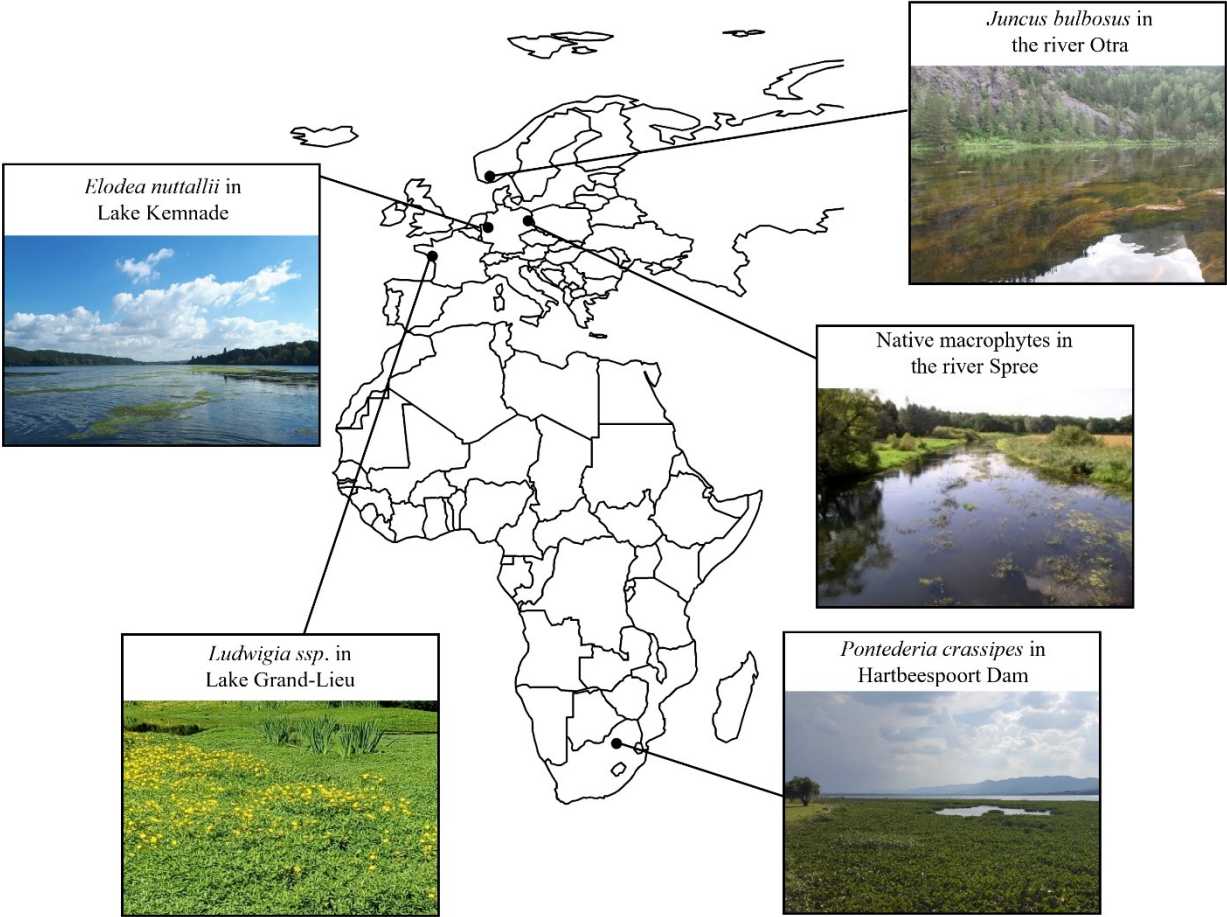 Juncus bulbosus in
the river Otra
Elodea nuttallii in
Lake Kemnade
Native macrophytes in
the river Spree
Ludwigia ssp. in
Lake Grand-Lieu
Pontederia crassipes in
Hartbeespoort Dam